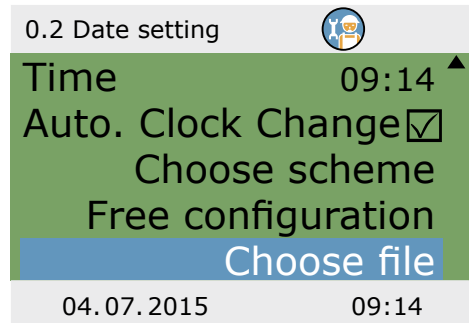 0.2 Date setting
Time 09:14
Auto. Clock Change
Choose scheme
Free configuration
Choose file
04.07.2015 09:14